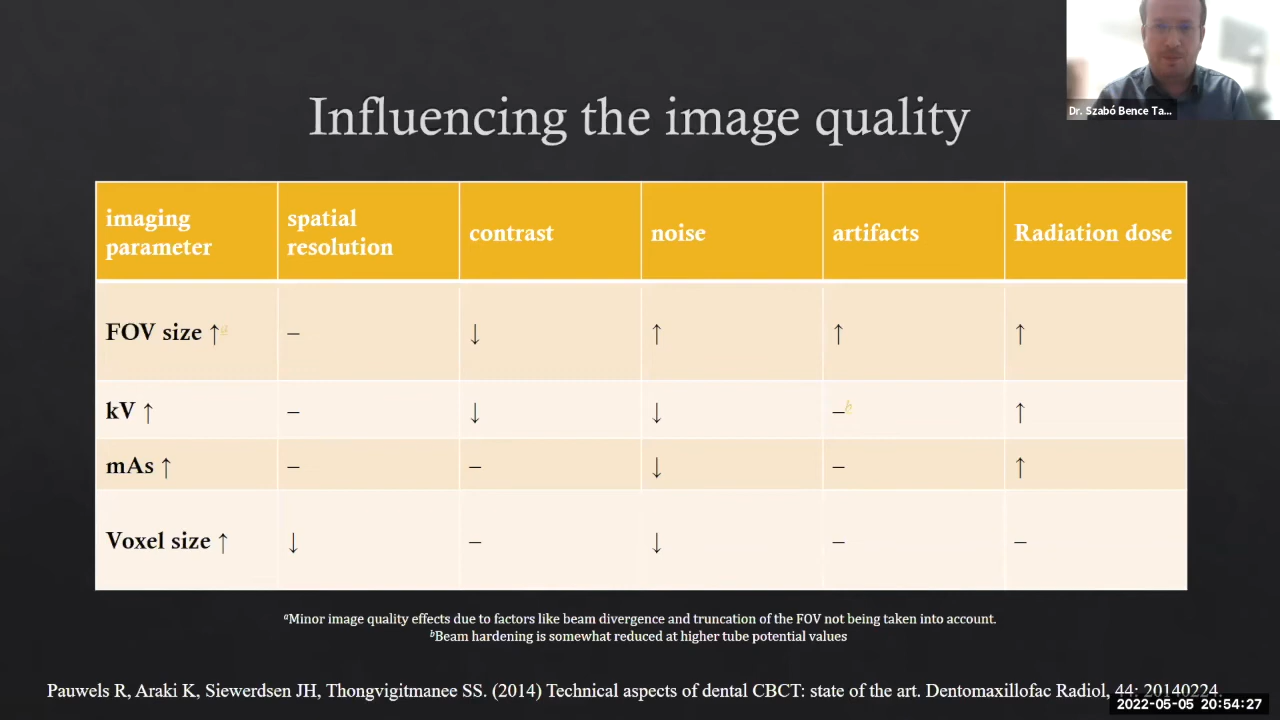 Dr. Szabó Bence Ta...
Influencing the image quality
imaging parameter
spatial resolution
contrast
noise
artifacts
Radiation dose
FOV size ↑a
–
↓
↑
↑
↑
kV ↑
–
↓
↓
–b
↑
mAs ↑
–
–
↓
–
↑
Voxel size ↑
↓
–
↓
–
–
aMinor image quality effects due to factors like beam divergence and truncation of the FOV not being taken into account.
bBeam hardening is somewhat reduced at higher tube potential values
Pauwels R, Araki K, Siewerdsen JH, Thongvigitmanee SS. (2014) Technical aspects of dental CBCT: state of the art. Dentomaxillofac Radiol, 44: 20140224.
2022-05-05 20:54:27